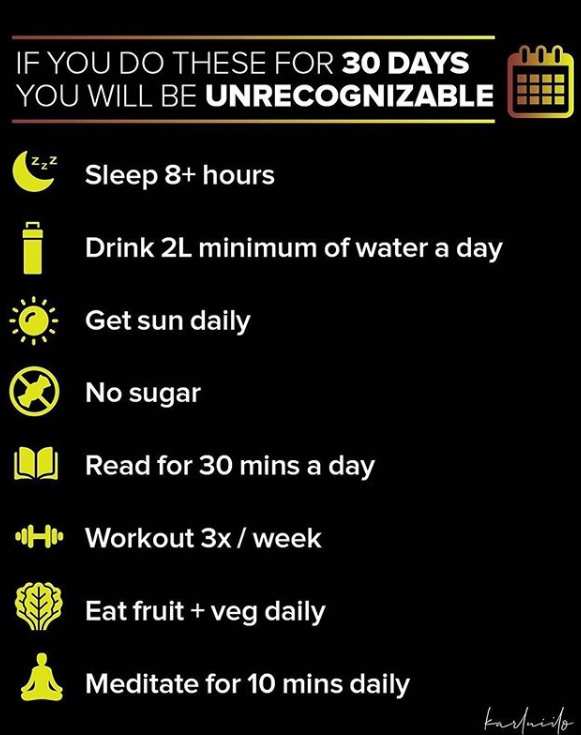 IF YOU DO THESE FOR 30 DAYS
YOU WILL BE UNRECOGNIZABLE
z z z
Sleep 8+ hours
Drink 2L minimum of water a day
Get sun daily
No sugar
Read for 30 mins a day
Workout 3x / week
Eat fruit + veg daily
Meditate for 10 mins daily